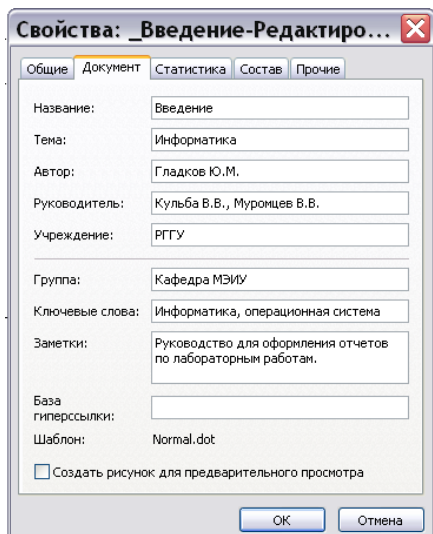 Свойства: _Введение-Редактиро...
Общие Документ Статистика Состав Прочие
Название: Введение
Тема: Информатика
Автор: Гладков Ю.М.
Руководитель: Кульба В.В., Муромцев В.В.
Учреждение: РГГУ
Группа: Кафедра МЭИУ
Ключевые слова: Информатика, операционная система
Заметки: Руководство для оформления отчетов
по лабораторным работам.
База
гиперссылки:
Шаблон: Normal.dot
Создать рисунок для предварительного просмотра
ОК Отмена